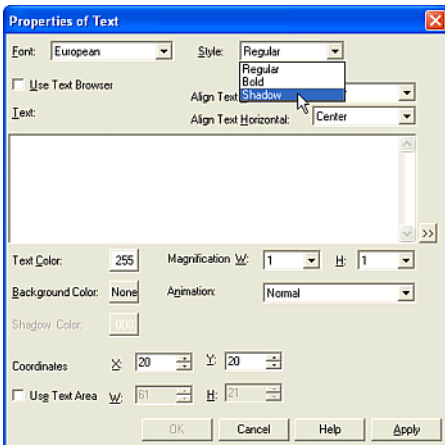 Properties of Text
Font: European Style: Regular
Regular
Bold
Shadow
Use Text Browser
Align Text
Text: Align Text Horizontal: Center
>>
Text Color: 255 Magnification W: 1 H: 1
Background Color: None Animation: Normal
Shadow Color: 000
Coordinates X: 20 Y: 20
Use Text Area W: 61 H: 21
OK Cancel Help Apply